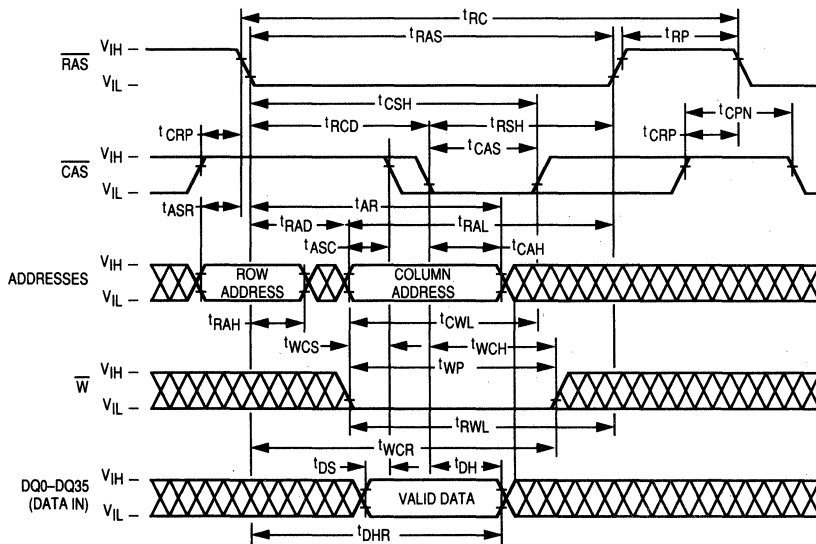 tRC
tRAS
tRP
RAS
VIH
VIL
tCSH
tCPN
tCRP
tRCD
tRSH
tCRP
tCAS
CAS
VIH
VIL
tASR
tAR
tRAD
tRAL
tASC
tCAH
ADDRESSES
VIH
VIL
ROW ADDRESS
COLUMN ADDRESS
tRAH
tCWL
tWCS
tWCH
tWP
W
VIH
VIL
tRWL
tWCR
tDS
tDH
DQ0–DQ35 (DATA IN)
VIH
VIL
VALID DATA
tDHR